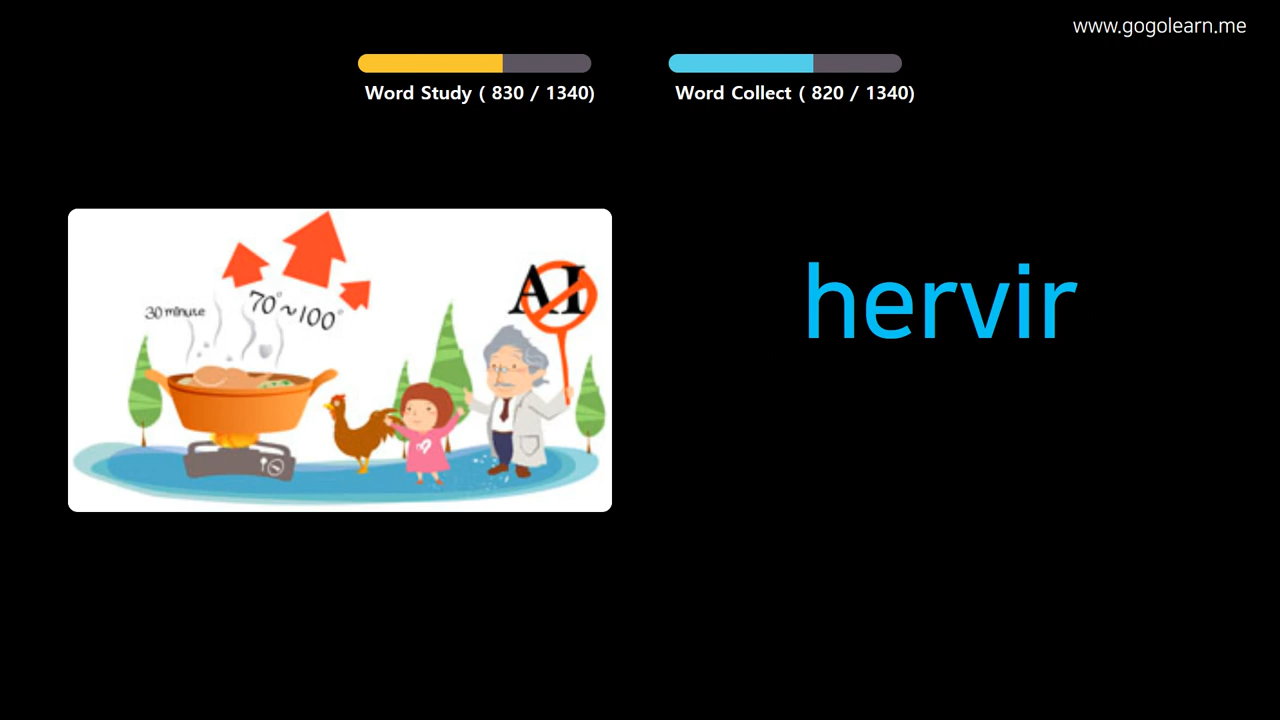 www.gogolearn.me
Word Study ( 830 / 1340)
Word Collect ( 820 / 1340)
30 minute
70°~100°
AI
hervir